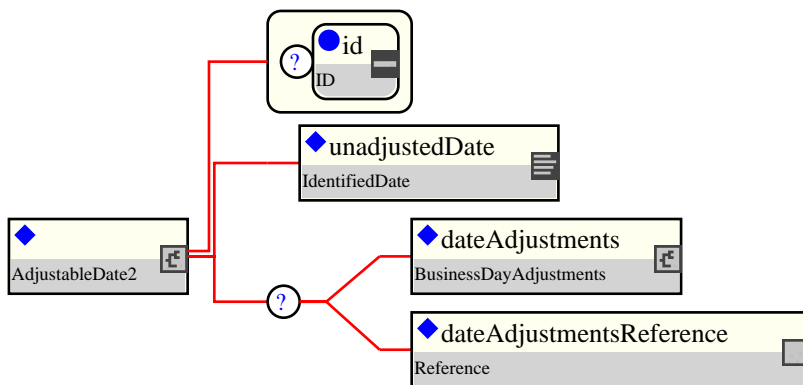 id
?
ID
unadjustedDate
IdentifiedDate
AdjustableDate2
dateAdjustments
BusinessDayAdjustments
?
dateAdjustmentsReference
Reference